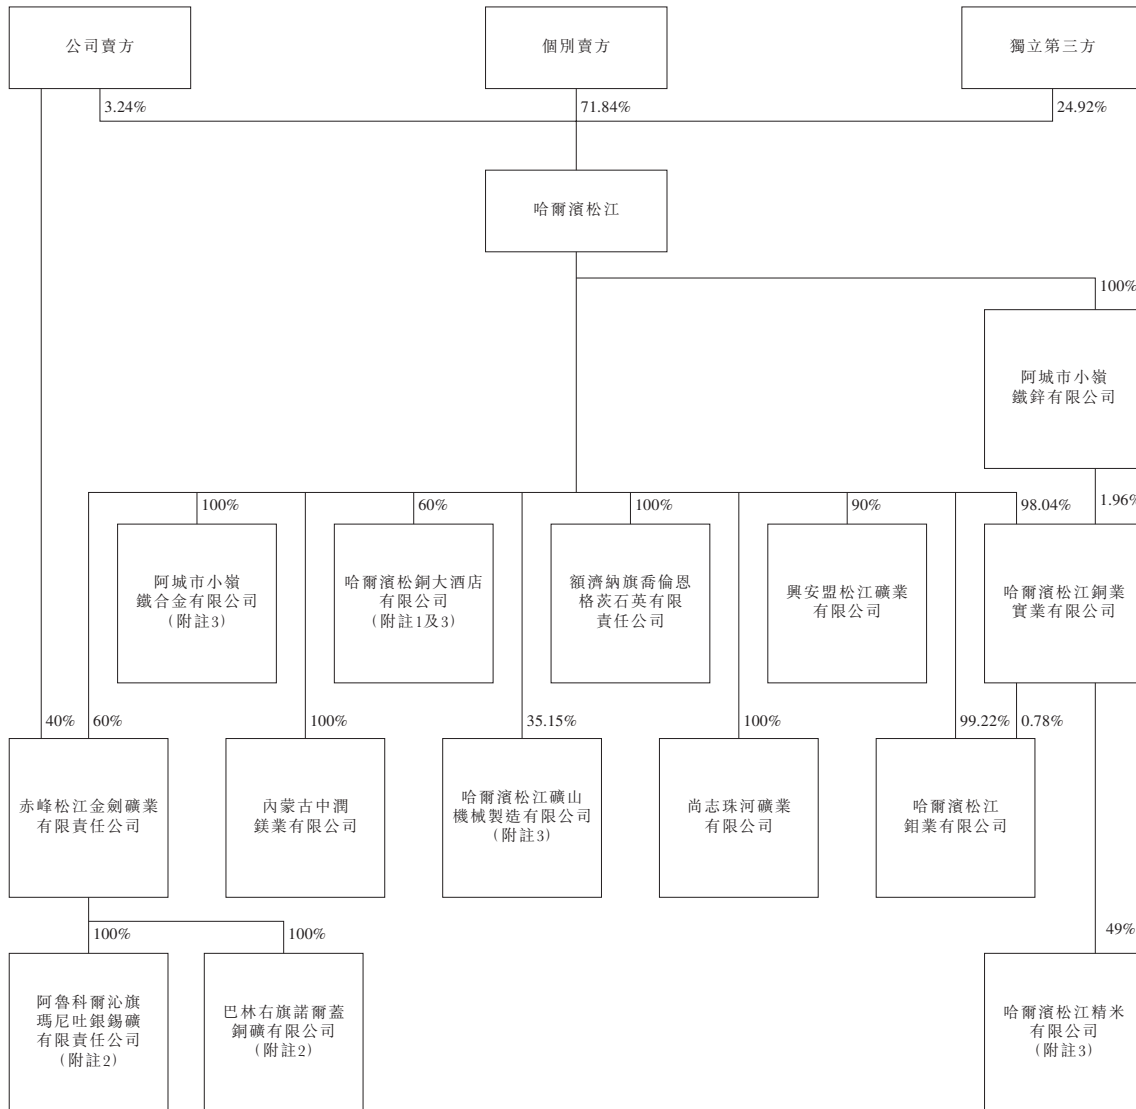 公司賣方
個別賣方
獨立第三方
3.24%
71.84%
24.92%
哈爾濱松江
100%
阿城市小嶺
鐵鋅有限公司
100%
60%
100%
90%
98.04%
1.96%
阿城市小嶺
鐵合金有限公司
(附註3)
哈爾濱松銅大酒店
有限公司
(附註1及3)
額濟納旗喬倫恩
格茨石英有限
責任公司
興安盟松江礦業
有限公司
哈爾濱松江銅業
實業有限公司
40%
60%
100%
35.15%
100%
99.22%
0.78%
赤峰松江金劍礦業
有限責任公司
內蒙古中潤
鎂業有限公司
哈爾濱松江礦山
機械製造有限公司
(附註3)
尚志珠河礦業
有限公司
哈爾濱松江
鉬業有限公司
100%
100%
49%
阿魯科爾沁旗
瑪尼吐銀錫礦
有限責任公司
(附註2)
巴林右旗諾爾蓋
銅礦有限公司
(附註2)
哈爾濱松江精米
有限公司
(附註3)